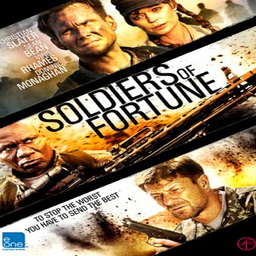 CHRISTIAN
SLATER
SEAN
BEAN
VING
RHAMES
DOMINIC
MONAGHAN
SOLDIERS OF
FORTUNE
TO STOP THE WORST
YOU HAVE TO SEND THE BEST
e one